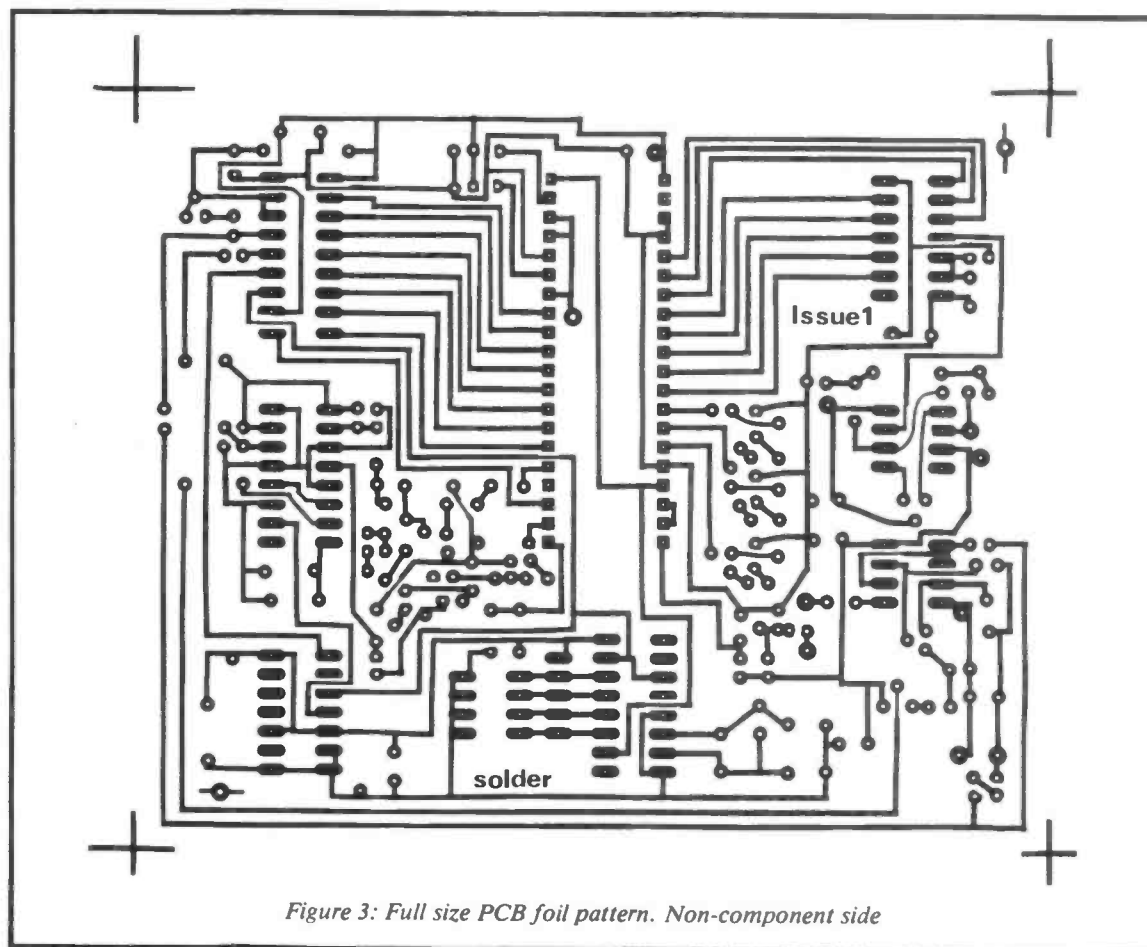 Issue1
solder
Figure 3: Full size PCB foil pattern. Non-component side